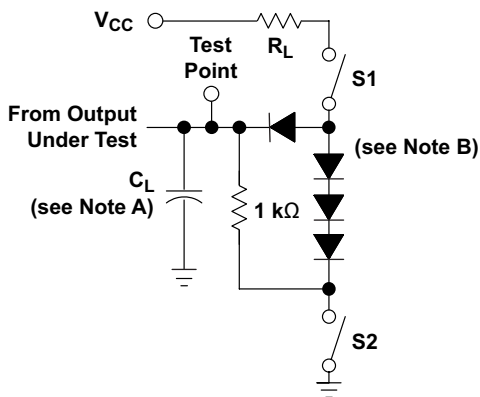 VCC
RL
Test
Point
S1
From Output
Under Test
(see Note B)
CL
(see Note A)
1 kΩ
S2